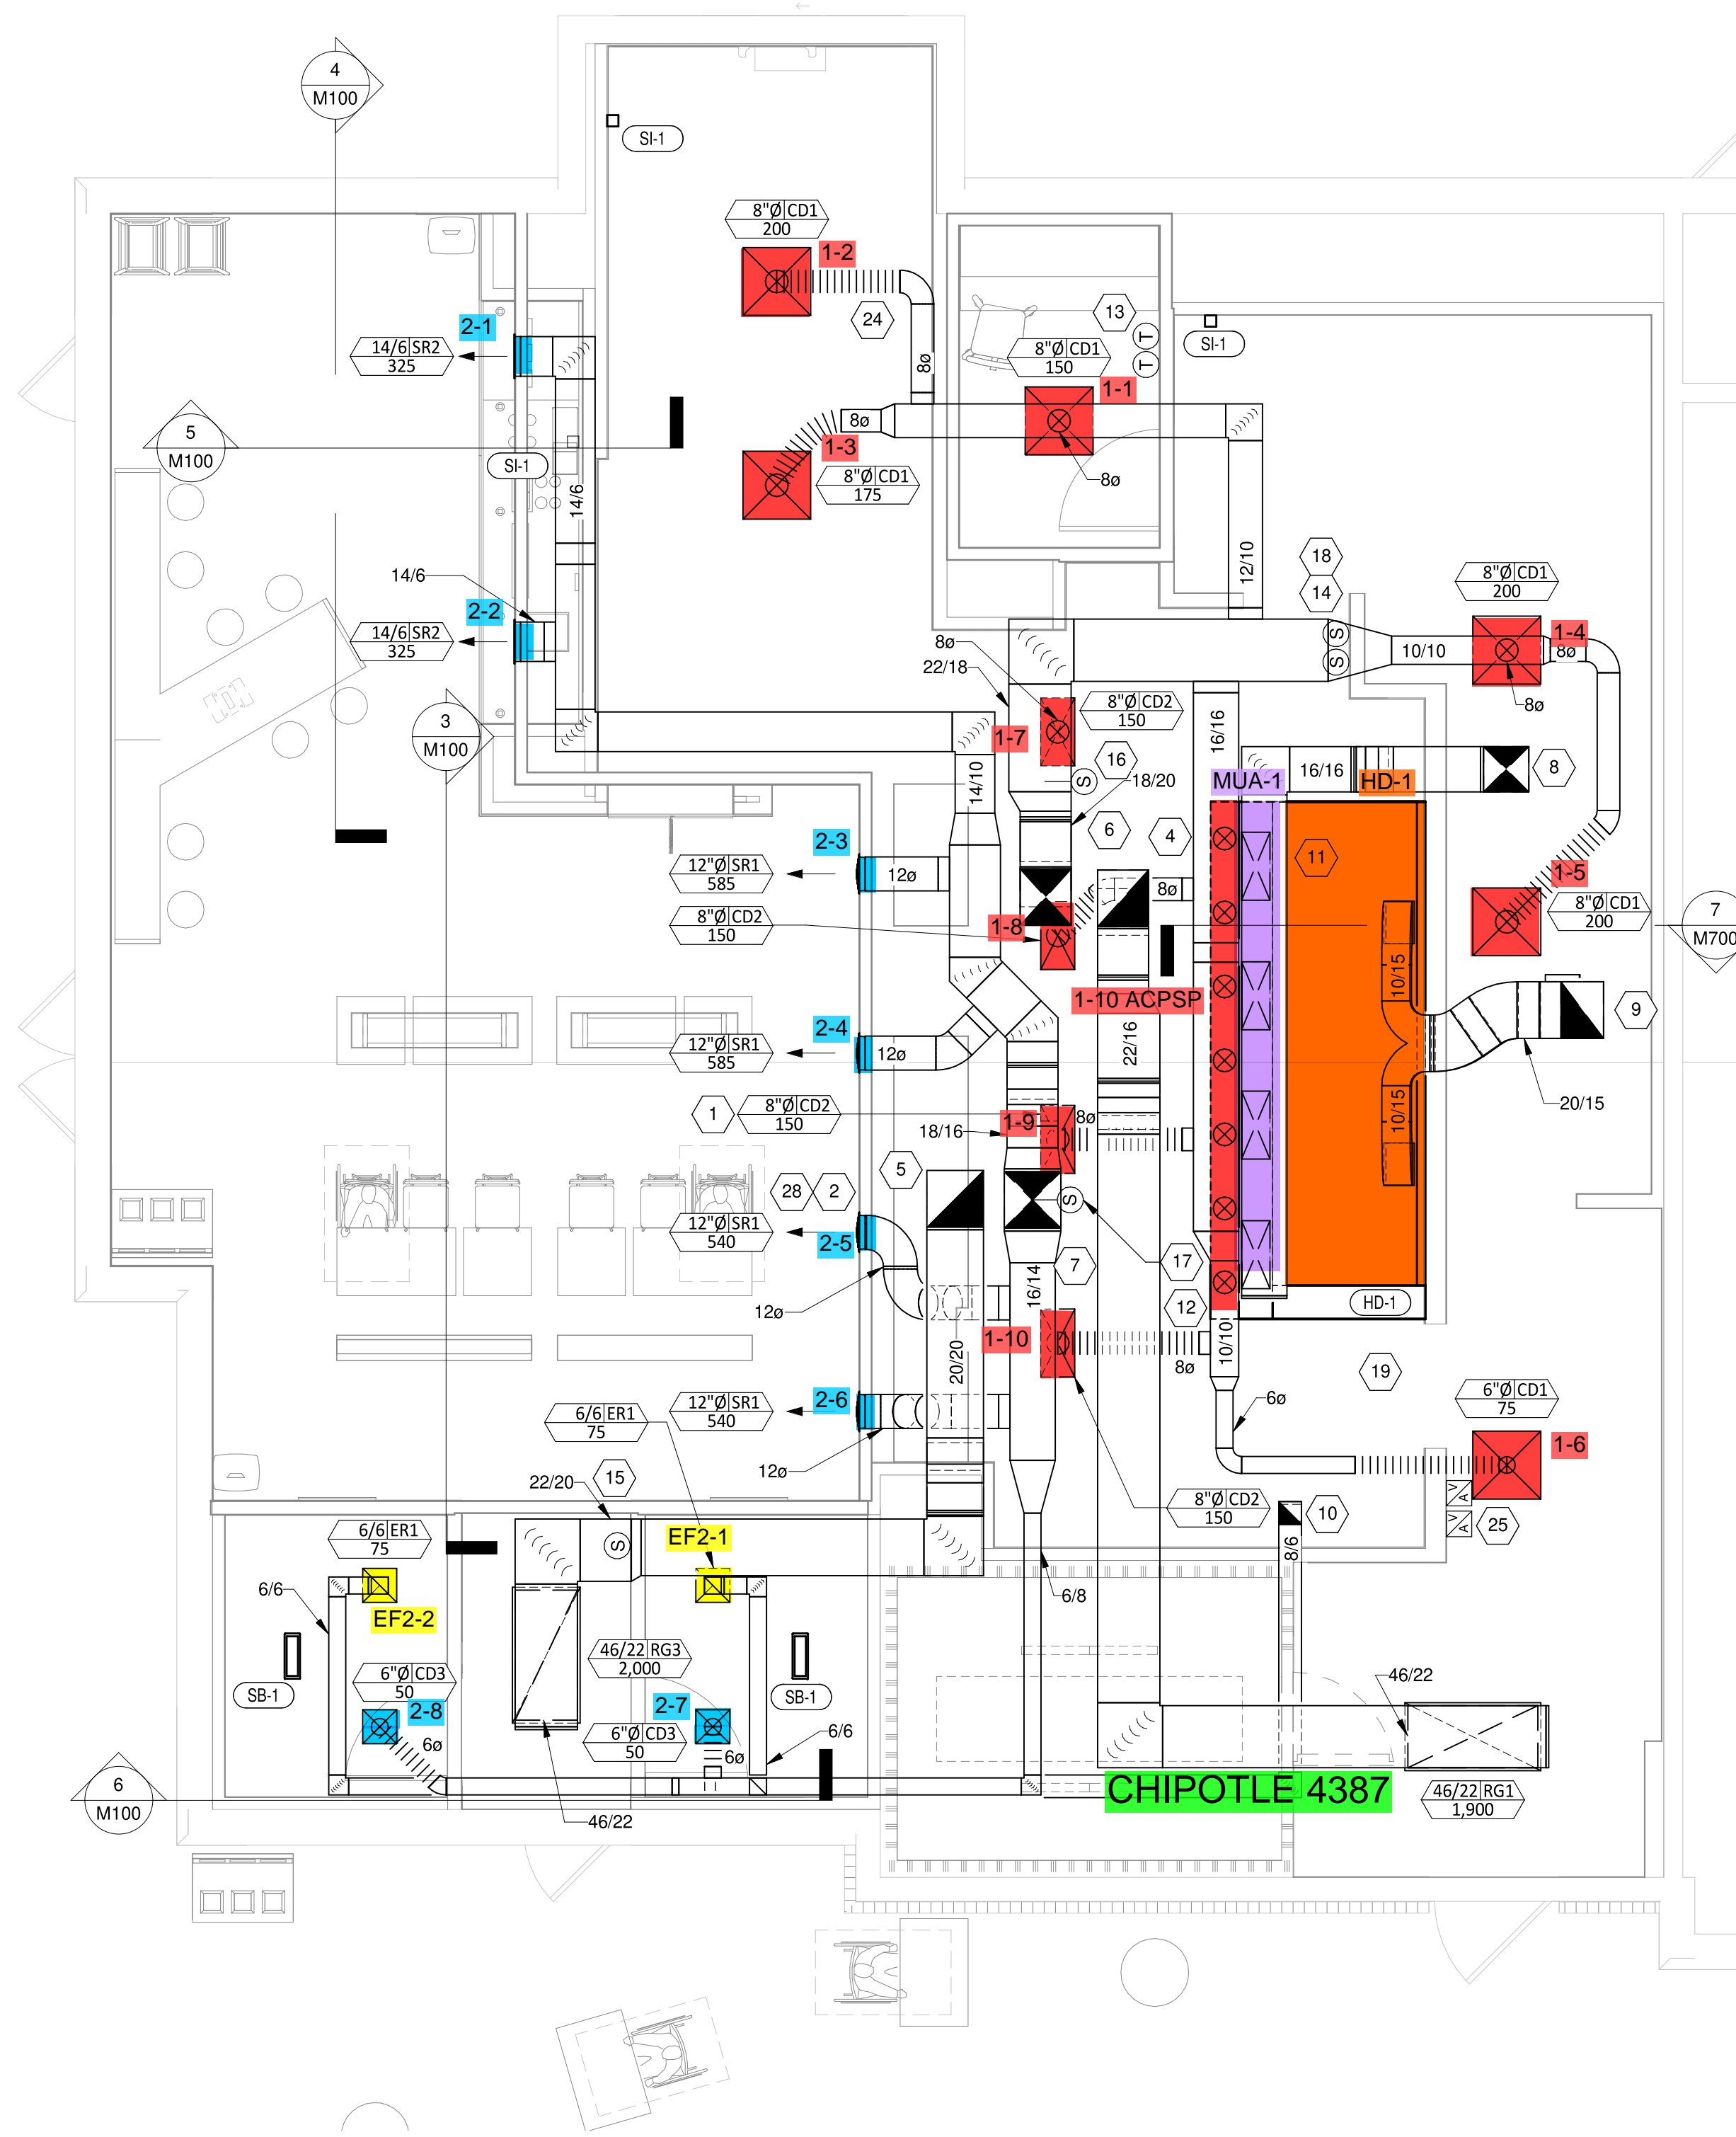 4
M100
SI-1
8"Ø CD1
200
1-2
24
8ø
13
T
T
8"Ø CD1
150
1-1
SI-1
2-1
14/6 SR2
325
5
M100
SI-1
8ø
1-3
8"Ø CD1
175
8ø
14/6
12/10
18
14
8"Ø CD1
200
1-4
14/6
2-2
14/6 SR2
325
8ø
22/18
S
S
10/10
8ø
8ø
3
M100
8"Ø CD2
150
1-7
16/16
16
S
18/20
14/10
MUA-1
16/16
HD-1
8
2-3
12"Ø SR1
585
12ø
6
4
11
8"Ø CD2
150
1-8
8ø
1-5
8"Ø CD1
200
7
M700
10/15
1-10 ACPSP
22/16
9
2-4
12"Ø SR1
585
12ø
1
8"Ø CD2
150
1-9
8ø
18/16
10/15
20/15
5
28
2
12"Ø SR1
540
2-5
S
17
7
16/14
12
HD-1
12ø
20/20
1-10
8ø
10/10
19
6"Ø CD1
75
2-6
12"Ø SR1
540
6/6 ER1
75
6ø
1-6
12ø
22/20
15
8"Ø CD2
150
10
V
A
V
A
25
6/6 ER1
75
EF2-1
S
8/6
6/6
EF2-2
6/8
46/22 RG3
2,000
6"Ø CD3
50
SB-1
2-8
2-7
SB-1
46/22
6ø
6"Ø CD3
50
6ø
6/6
6
M100
CHIPOTLE 4387
46/22 RG1
1,900
46/22